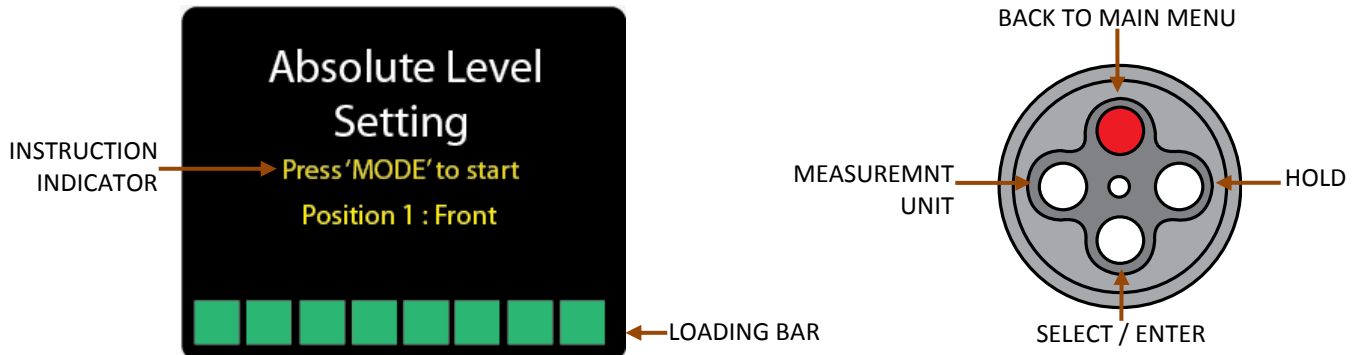 Absolute Level
Setting
Press 'MODE' to start
Position 1 : Front
INSTRUCTION
INDICATOR
LOADING BAR
BACK TO MAIN MENU
MEASUREMNT
UNIT
HOLD
SELECT / ENTER